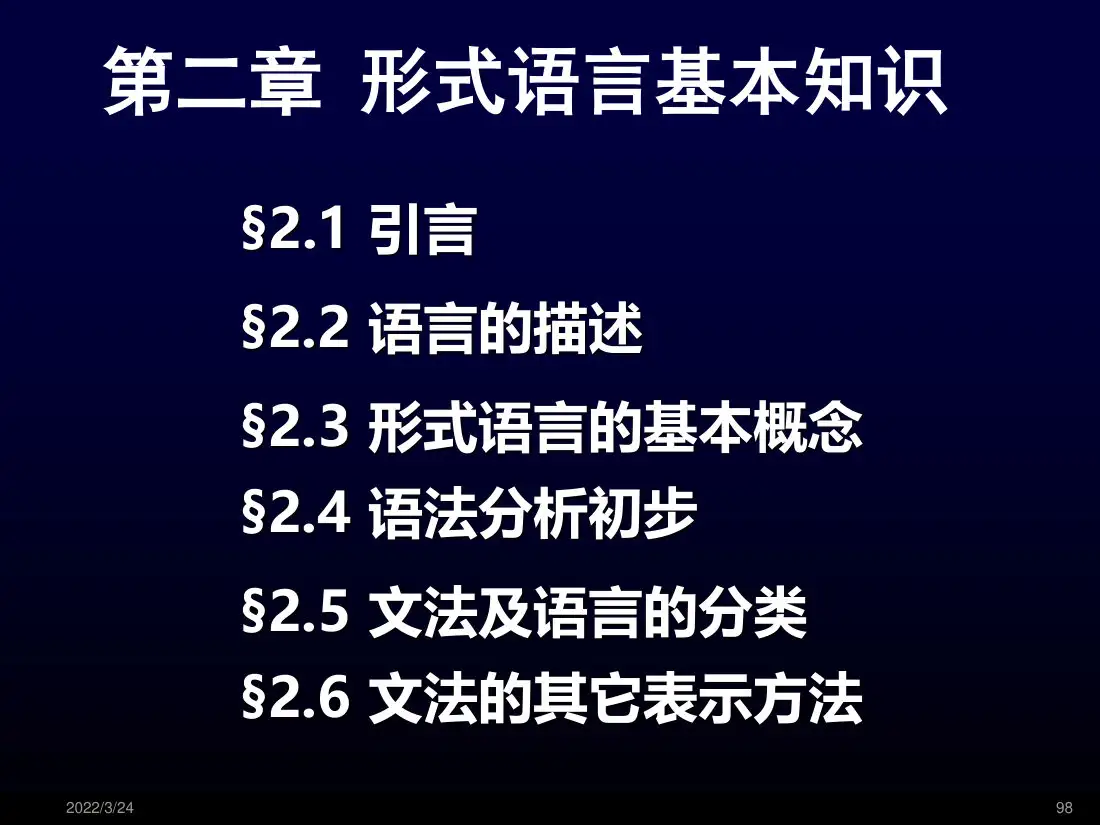 第二章 形式语言基本知识
§2.1 引言
§2.2 语言的描述
§2.3 形式语言的基本概念
§2.4 语法分析初步
§2.5 文法及语言的分类
§2.6 文法的其它表示方法
2022/3/24
98